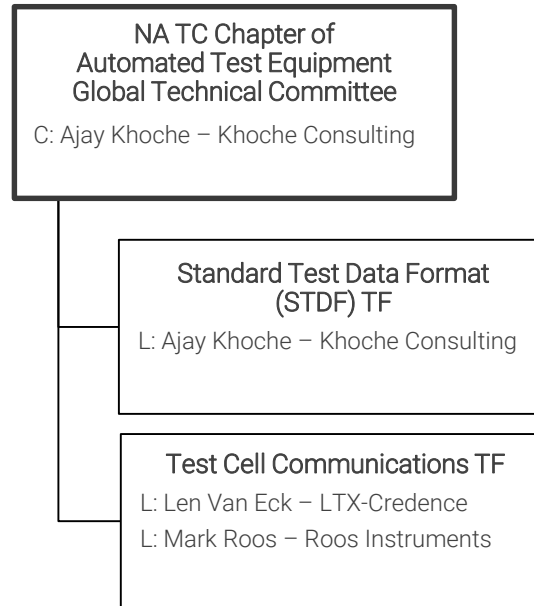 NA TC Chapter of
Automated Test Equipment
Global Technical Committee
C: Ajay Khoche – Khoche Consulting
Standard Test Data Format
(STDF) TF
L: Ajay Khoche – Khoche Consulting
Test Cell Communications TF
L: Len Van Eck – LTX-Credence
L: Mark Roos – Roos Instruments